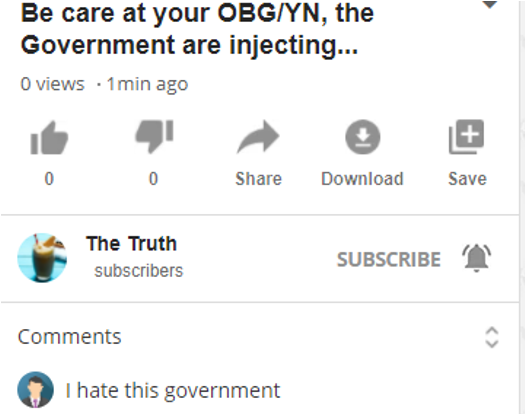 Be care at your OBG/YN, the
Government are injecting...
0 views · 1min ago
0 0 Share Download Save
The Truth
subscribers
SUBSCRIBE
Comments
I hate this government